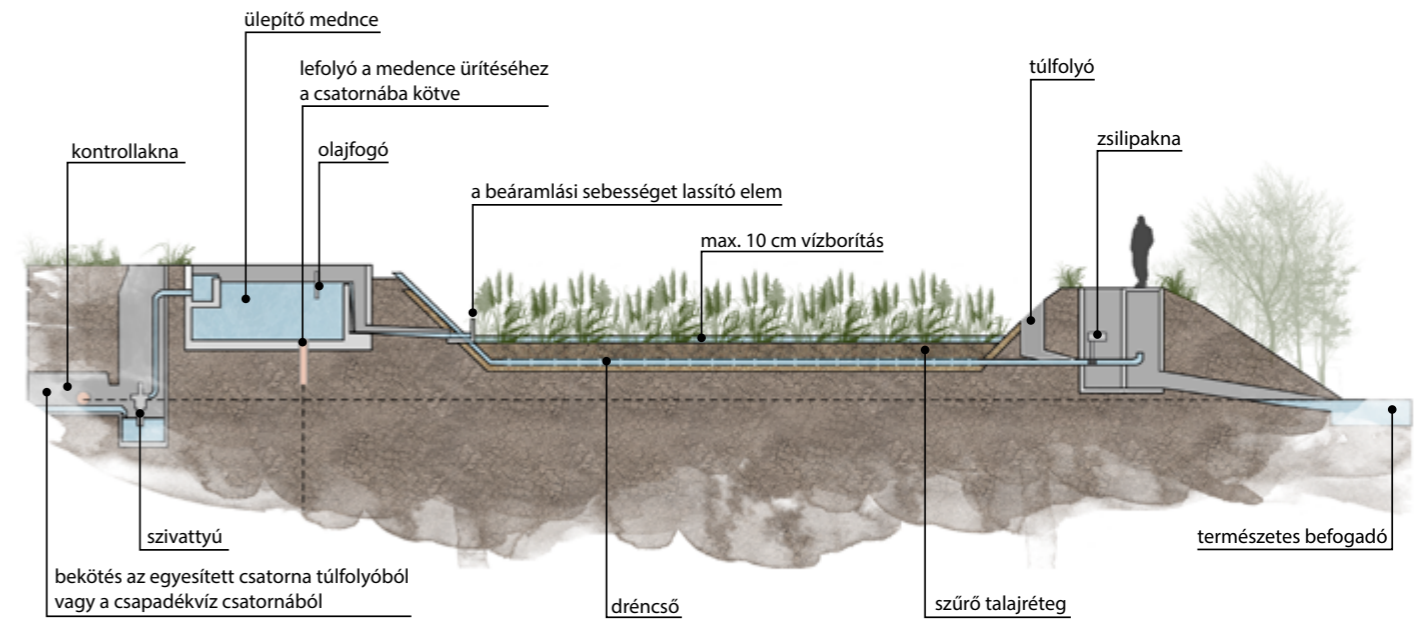 ülepítő mednce
lefolyó a medence ürítéséhez
a csatornába kötve
túlfolyó
kontrollakna
olajfogó
zsilipakna
a beáramlási sebességet lassító elem
max. 10 cm vízborítás
szivattyú
természetes befogadó
bekötés az egyesített csatorna túlfolyóból
vagy a csapadékvíz csatornából
dréncső
szűrő talajréteg